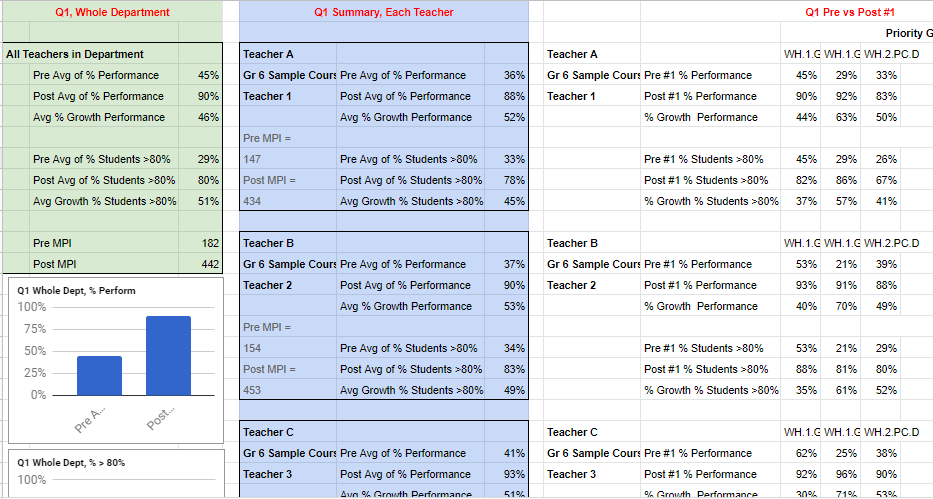 Q1, Whole Department Q1 Summary, Each Teacher Q1 Pre vs Post #1
Priority G
All Teachers in Department Teacher A Teacher A WH.1.G WH.1.G WH.2.PC.D
Pre Avg of % Performance 45% Gr 6 Sample Cours Pre Avg of % Performance 36% Gr 6 Sample Cours Pre #1 % Performance 45% 29% 33%
Post Avg of % Performance 90% Teacher 1 Post Avg of % Performance 88% Teacher 1 Post #1 % Performance 90% 92% 83%
Avg % Growth Performance 46% Avg % Growth Performance 52% % Growth Performance 44% 63% 50%
Pre MPI =
Pre Avg of % Students >80% 29% 147 Pre Avg of % Students >80% 33% Pre #1 % Students >80% 45% 29% 26%
Post Avg of % Students >80% 80% Post MPI = Post Avg of % Students >80% 78% Post #1 % Students >80% 82% 86% 67%
Avg Growth % Students >80% 51% 434 Avg Growth % Students >80% 45% % Growth % Students >80% 37% 57% 41%
Pre MPI 182 Teacher B Teacher B WH.1.G WH.1.G WH.2.PC.D
Post MPI 442 Gr 6 Sample Cours Pre Avg of % Performance 37% Gr 6 Sample Cours Pre #1 % Performance 53% 21% 39%
Q1 Whole Dept, % Perform Teacher 2 Post Avg of % Performance 90% Teacher 2 Post #1 % Performance 93% 91% 88%
100% Avg % Growth Performance 53% % Growth Performance 40% 70% 49%
75% Pre MPI =
50% 154 Pre Avg of % Students >80% 34% Pre #1 % Students >80% 53% 21% 29%
25% Post MPI = Post Avg of % Students >80% 83% Post #1 % Students >80% 88% 81% 80%
0% 453 Avg Growth % Students >80% 49% % Growth % Students >80% 35% 61% 52%
Pre A... Post...
Teacher C Teacher C WH.1.G WH.1.G WH.2.PC.D
Q1 Whole Dept, % > 80% Gr 6 Sample Cours Pre Avg of % Performance 41% Gr 6 Sample Cours Pre #1 % Performance 62% 25% 38%
100% Teacher 3 Post Avg of % Performance 93% Teacher 3 Post #1 % Performance 92% 96% 90%
Avg % Growth Performance 51% % Growth Performance 30% 71% 53%